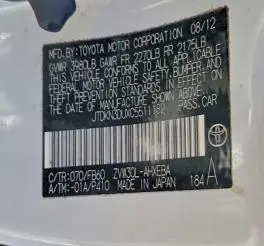 MFD.BY: TOYOTA MOTOR CORPORATION 08/12
GVWR 3980LB GAWR FR 2270LB RR 2175LB
THIS VEHICLE CONFORMS TO ALL APPLICABLE
FEDERAL MOTOR VEHICLE SAFETY, BUMPER, AND
THEFT PREVENTION STANDARDS IN EFFECT ON
THE DATE OF MANUFACTURE SHOWN ABOVE.
PASS.CAR
C/TR:070/FB60 ZVW30L-AHXEBA
A/TM:-01A/P410 MADE IN JAPAN 184A